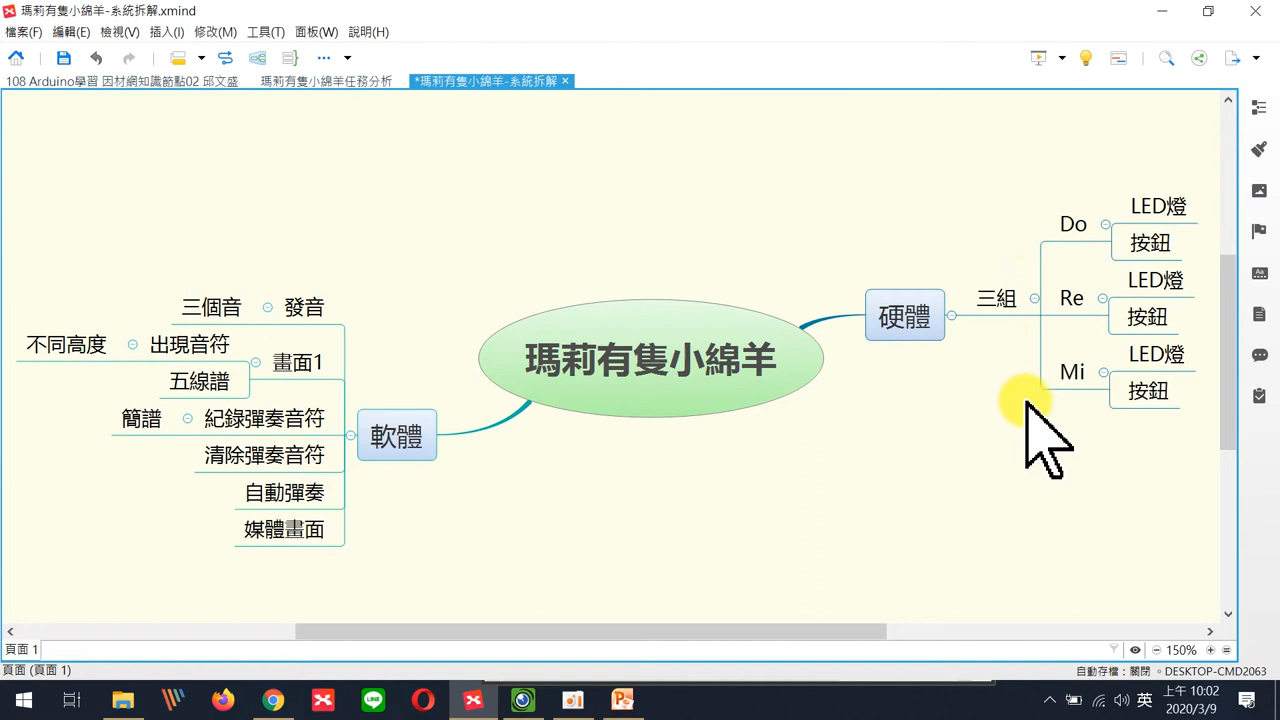 瑪莉有隻小綿羊-系統拆解.xmind
檔案(F) 編輯(E) 檢視(V) 插入(I) 修改(M) 工具(T) 面板(W) 說明(H)
108 Arduino學習 因材網知識節點02 邱文盛 瑪莉有隻小綿羊任務分析 *瑪莉有隻小綿羊-系統拆解
瑪莉有隻小綿羊
硬體
三組
Do
LED燈
按鈕
Re
LED燈
按鈕
Mi
LED燈
按鈕
軟體
發音
三個音
畫面1
出現音符
不同高度
五線譜
紀錄彈奏音符
簡譜
清除彈奏音符
自動彈奏
媒體畫面
頁面 1
150%
頁面 (頁面 1)
自動存檔: 關閉
DESKTOP-CMD2063
英
上午 10:02
2020/3/9